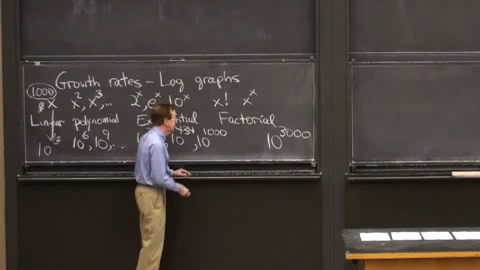 Growth rates – Log graphs
1000 x, x², x³, ... 2ˣ, eˣ, 10ˣ x! xˣ
Linear polynomial Factorial
10³ 10⁶, 10⁹, ... 10⁴³⁴ 10¹⁰⁰⁰ 10³⁰⁰⁰